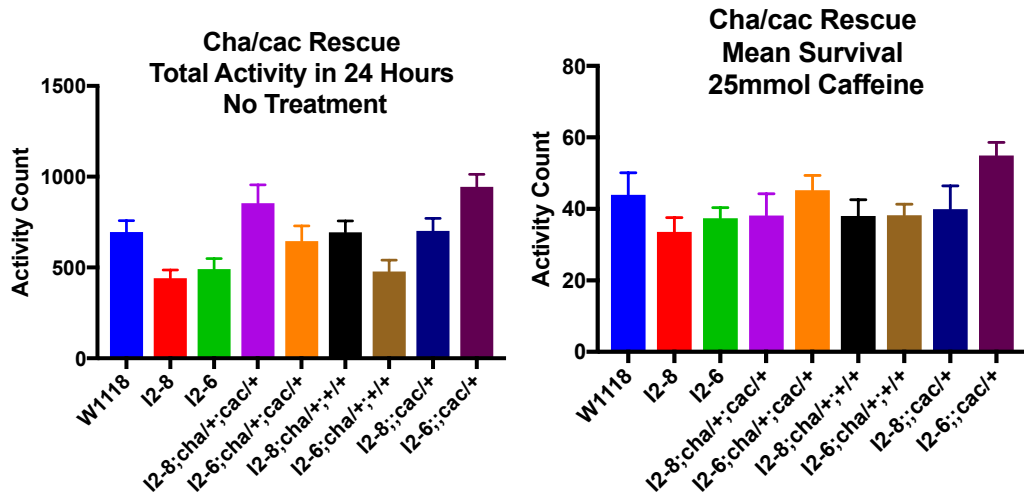 Cha/cac Rescue
Total Activity in 24 Hours
No Treatment
1500
1000
500
0
Activity Count
W1118
I2-8
I2-6
I2-8;cha/+;cac/+
I2-6;cha/+;cac/+
I2-8;cha/+;+/+
I2-6;cha/+;+/+
I2-8;;cac/+
I2-6;;cac/+
Cha/cac Rescue
Mean Survival
25mmol Caffeine
80
60
40
20
0
Activity Count
W1118
I2-8
I2-6
I2-8;cha/+;cac/+
I2-6;cha/+;cac/+
I2-8;cha/+;+/+
I2-6;cha/+;+/+
I2-8;;cac/+
I2-6;;cac/+